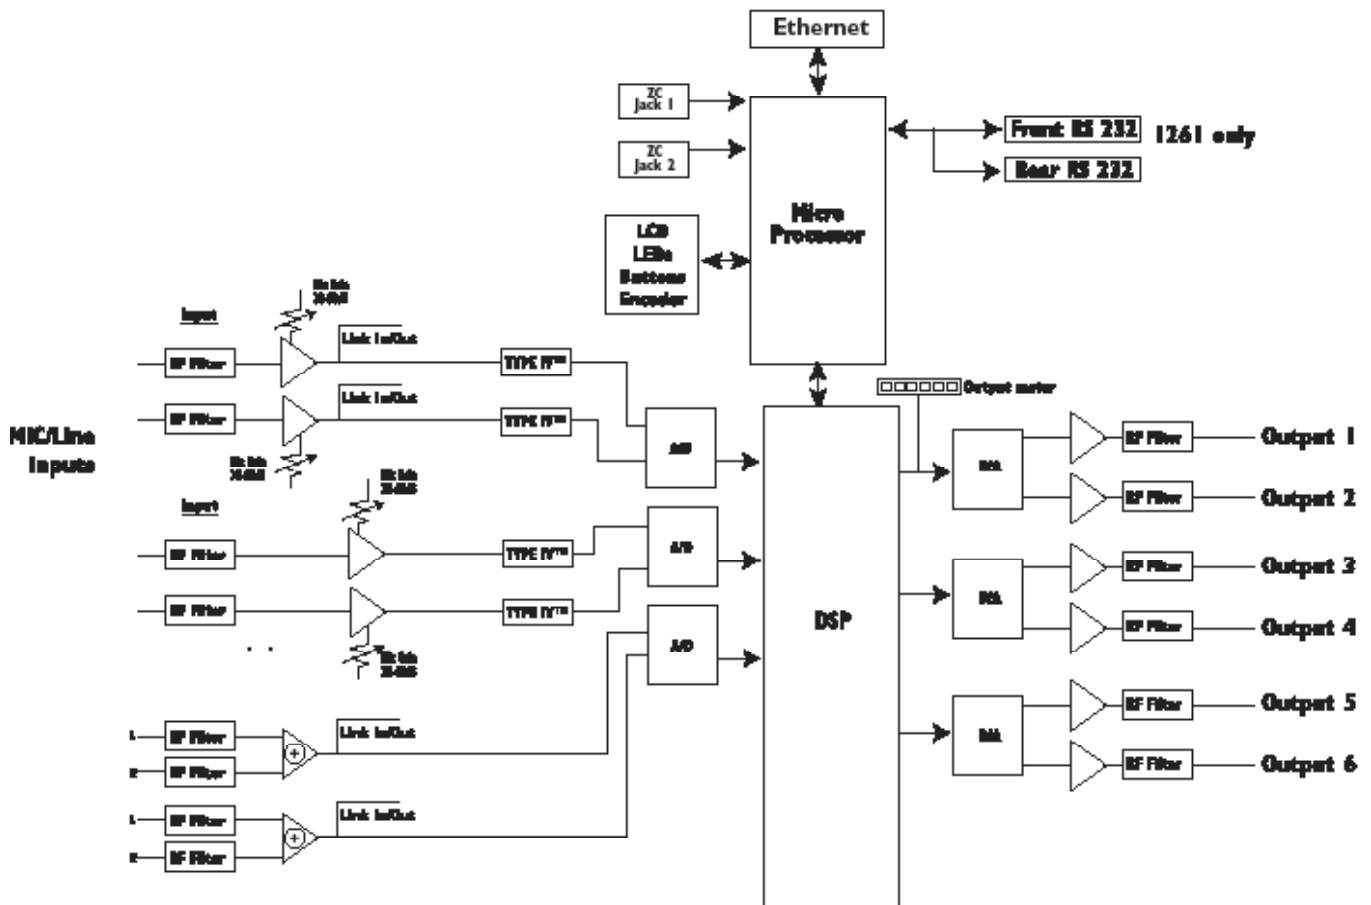 Ethernet
ZC
Jack 1
ZC
Jack 2
Front RS 232
1261 only
Rear RS 232
Micro
Processor
LCD
LEDs
Buttons
Encoder
Input
RF Filter
Link In/Out
TYPE IV™
Output meter
RF Filter
Link In/Out
TYPE IV™
A/D
MIC/Line
Inputs
RF Filter
Output 1
RF Filter
Output 2
Input
RF Filter
TYPE IV™
A/D
RF Filter
Output 3
RF Filter
TYPE IV™
DSP
RF Filter
Output 4
A/D
RF Filter
Output 5
RF Filter
Output 6
RF Filter
Link In/Out
RF Filter
RF Filter
Link In/Out
RF Filter